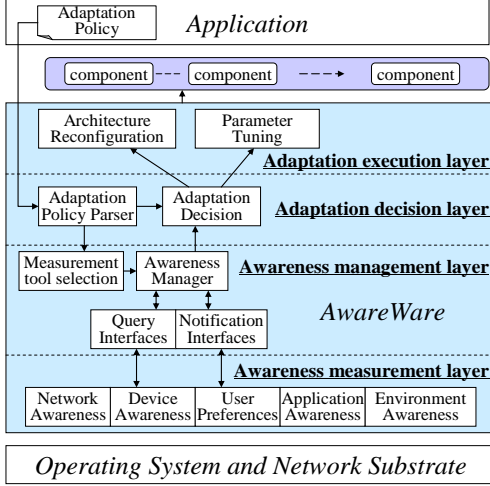 Adaptation
Policy
Application
component
component
component
Architecture
Reconfiguration
Parameter
Tuning
Adaptation execution layer
Adaptation
Policy Parser
Adaptation
Decision
Adaptation decision layer
Measurement
tool selection
Awareness
Manager
Awareness management layer
Query
Interfaces
Notification
Interfaces
AwareWare
Awareness measurement layer
Network
Awareness
Device
Awareness
User
Preferences
Application
Awareness
Environment
Awareness
Operating System and Network Substrate